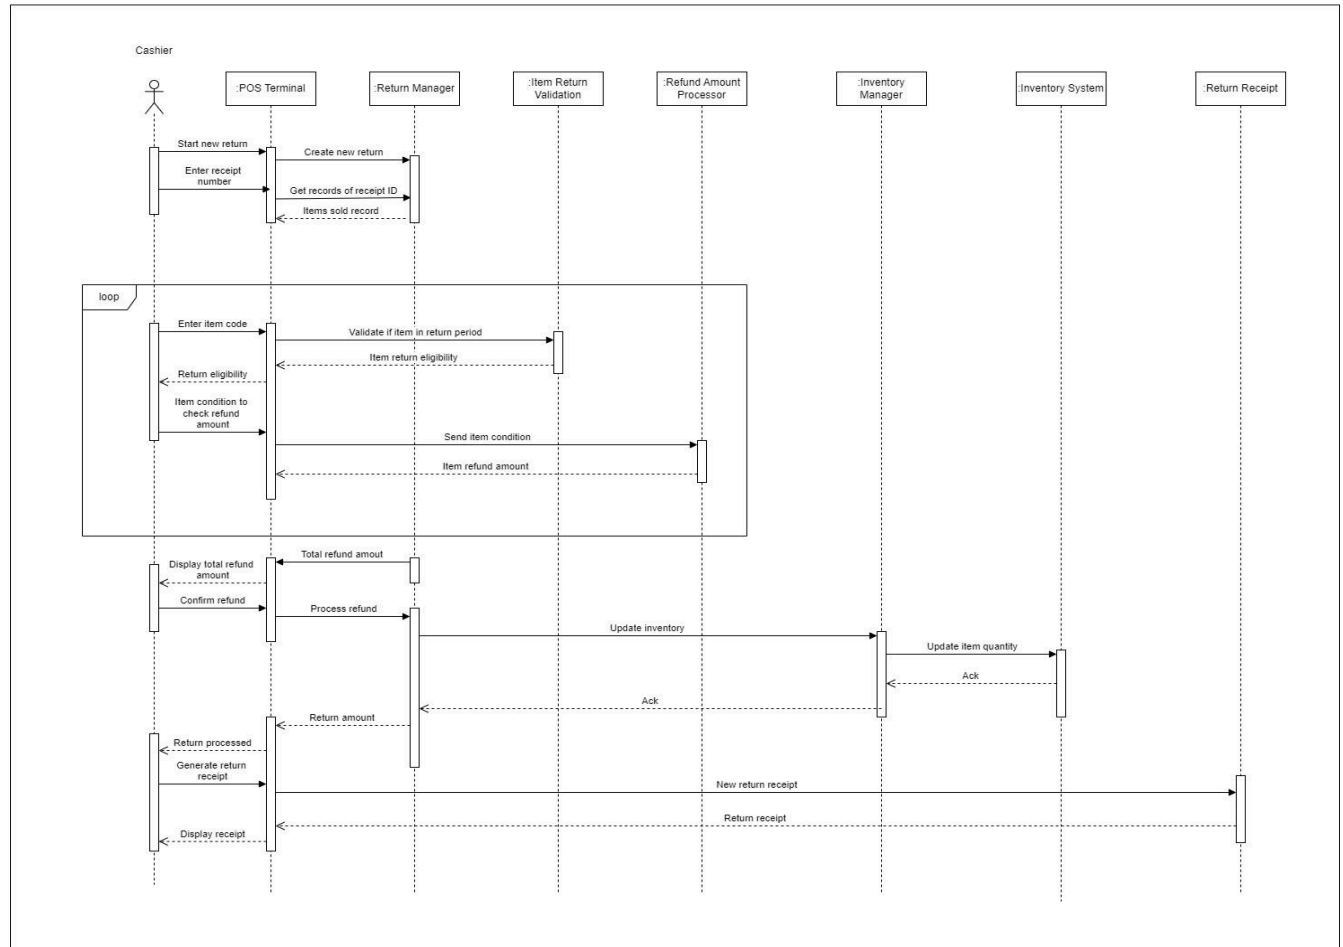 Cashier
:POS Terminal
:Return Manager
:Item Return
Validation
:Refund Amount
Processor
:Inventory
Manager
:Inventory System
:Return Receipt
Start new return
Create new return
Enter receipt
number
Get records of receipt ID
Items sold record
loop
Enter item code
Validate if item in return period
Item return eligibility
Return eligibility
Item condition to
check refund
amount
Send item condition
Item refund amount
Total refund amout
Display total refund
amount
Confirm refund
Process refund
Update inventory
Update item quantity
Ack
Ack
Return amount
Return processed
Generate return
receipt
New return receipt
Return receipt
Display receipt